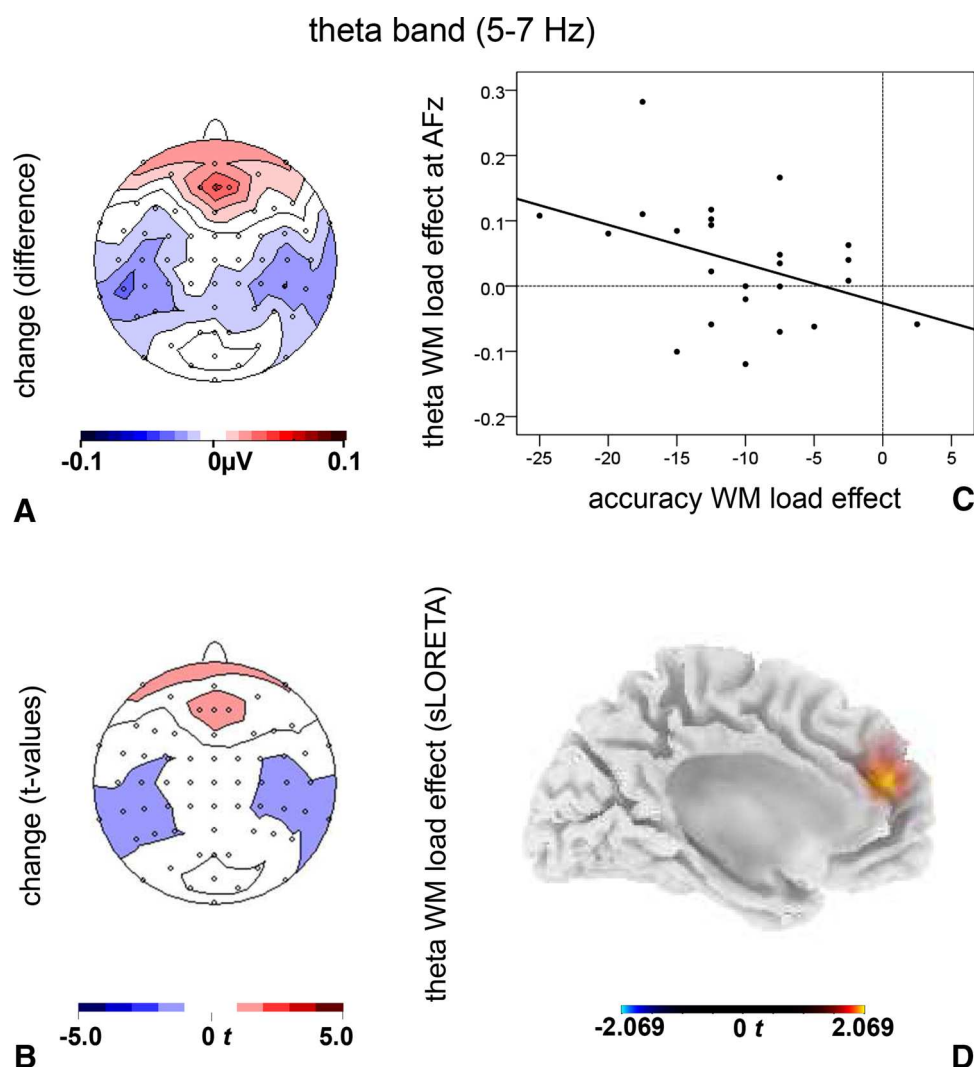 theta band (5-7 Hz)
change (difference)
-0.1 0µV 0.1
A
theta WM load effect at AFz
0.3
0.2
0.1
0.0
-0.1
-0.2
-25 -20 -15 -10 -5 0 5
accuracy WM load effect
C
change (t-values)
-5.0 0 t 5.0
B
theta WM load effect (sLORETA)
-2.069 0 t 2.069
D